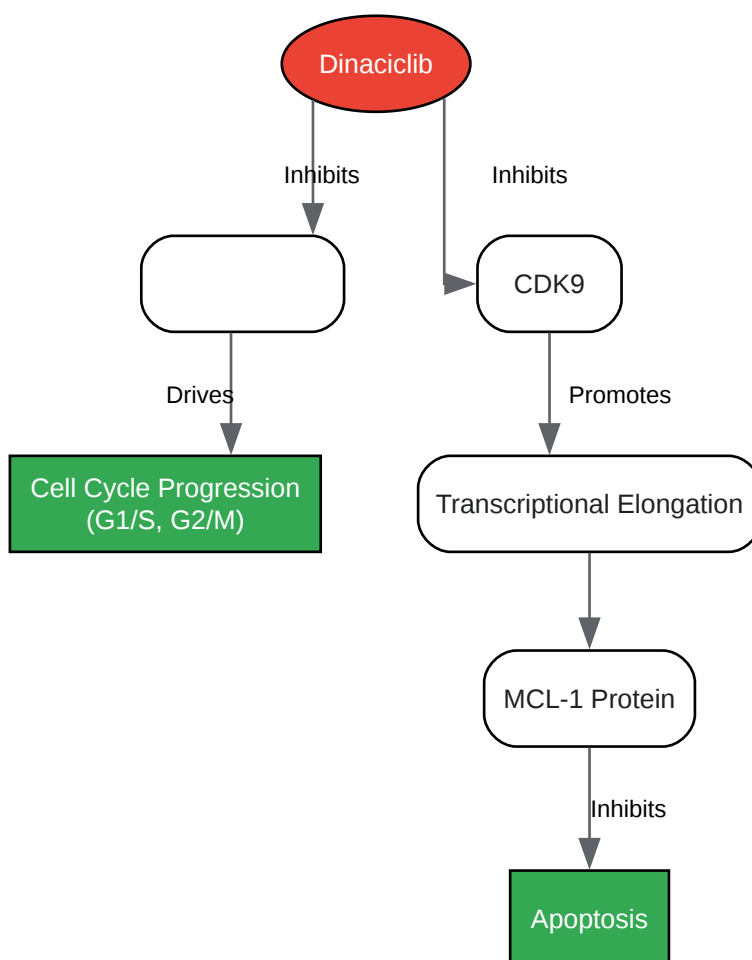 Dinaciclib
Inhibits
Inhibits
CDK9
Drives
Promotes
Cell Cycle Progression
(G1/S, G2/M)
Transcriptional Elongation
MCL-1 Protein
Inhibits
Apoptosis